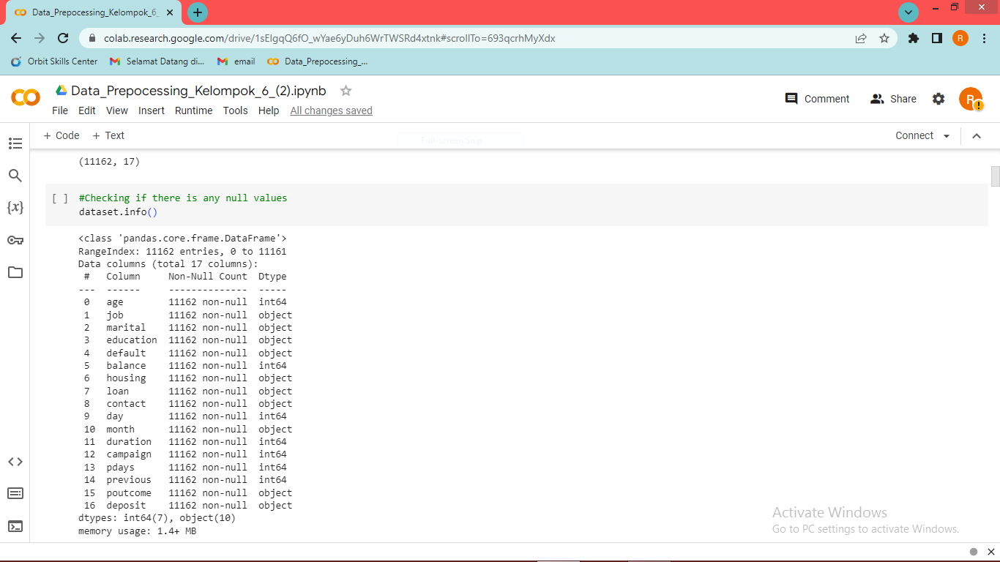 Data_Prepocessing_Kelompok_6_
colab.research.google.com/drive/1sElgqQ6fO_wYae6yDuh6WrTWSRd4xtnk#scrollTo=693qcrhMyXdx
R
Orbit Skills Center Selamat Datang di... email Data_Prepocessing_...
Data_Prepocessing_Kelompok_6_(2).ipynb
Comment Share R
File Edit View Insert Runtime Tools Help All changes saved
+ Code + Text Connect
(11162, 17)
[ ] #Checking if there is any null values
dataset.info()
<class 'pandas.core.frame.DataFrame'>
RangeIndex: 11162 entries, 0 to 11161
Data columns (total 17 columns):
# Column Non-Null Count Dtype
--- ------ -------------- -----
0 age 11162 non-null int64
1 job 11162 non-null object
2 marital 11162 non-null object
3 education 11162 non-null object
4 default 11162 non-null object
5 balance 11162 non-null int64
6 housing 11162 non-null object
7 loan 11162 non-null object
8 contact 11162 non-null object
9 day 11162 non-null int64
10 month 11162 non-null object
11 duration 11162 non-null int64
12 campaign 11162 non-null int64
13 pdays 11162 non-null int64
14 previous 11162 non-null int64
15 poutcome 11162 non-null object
16 deposit 11162 non-null object
dtypes: int64(7), object(10)
memory usage: 1.4+ MB
Activate Windows
Go to PC settings to activate Windows.